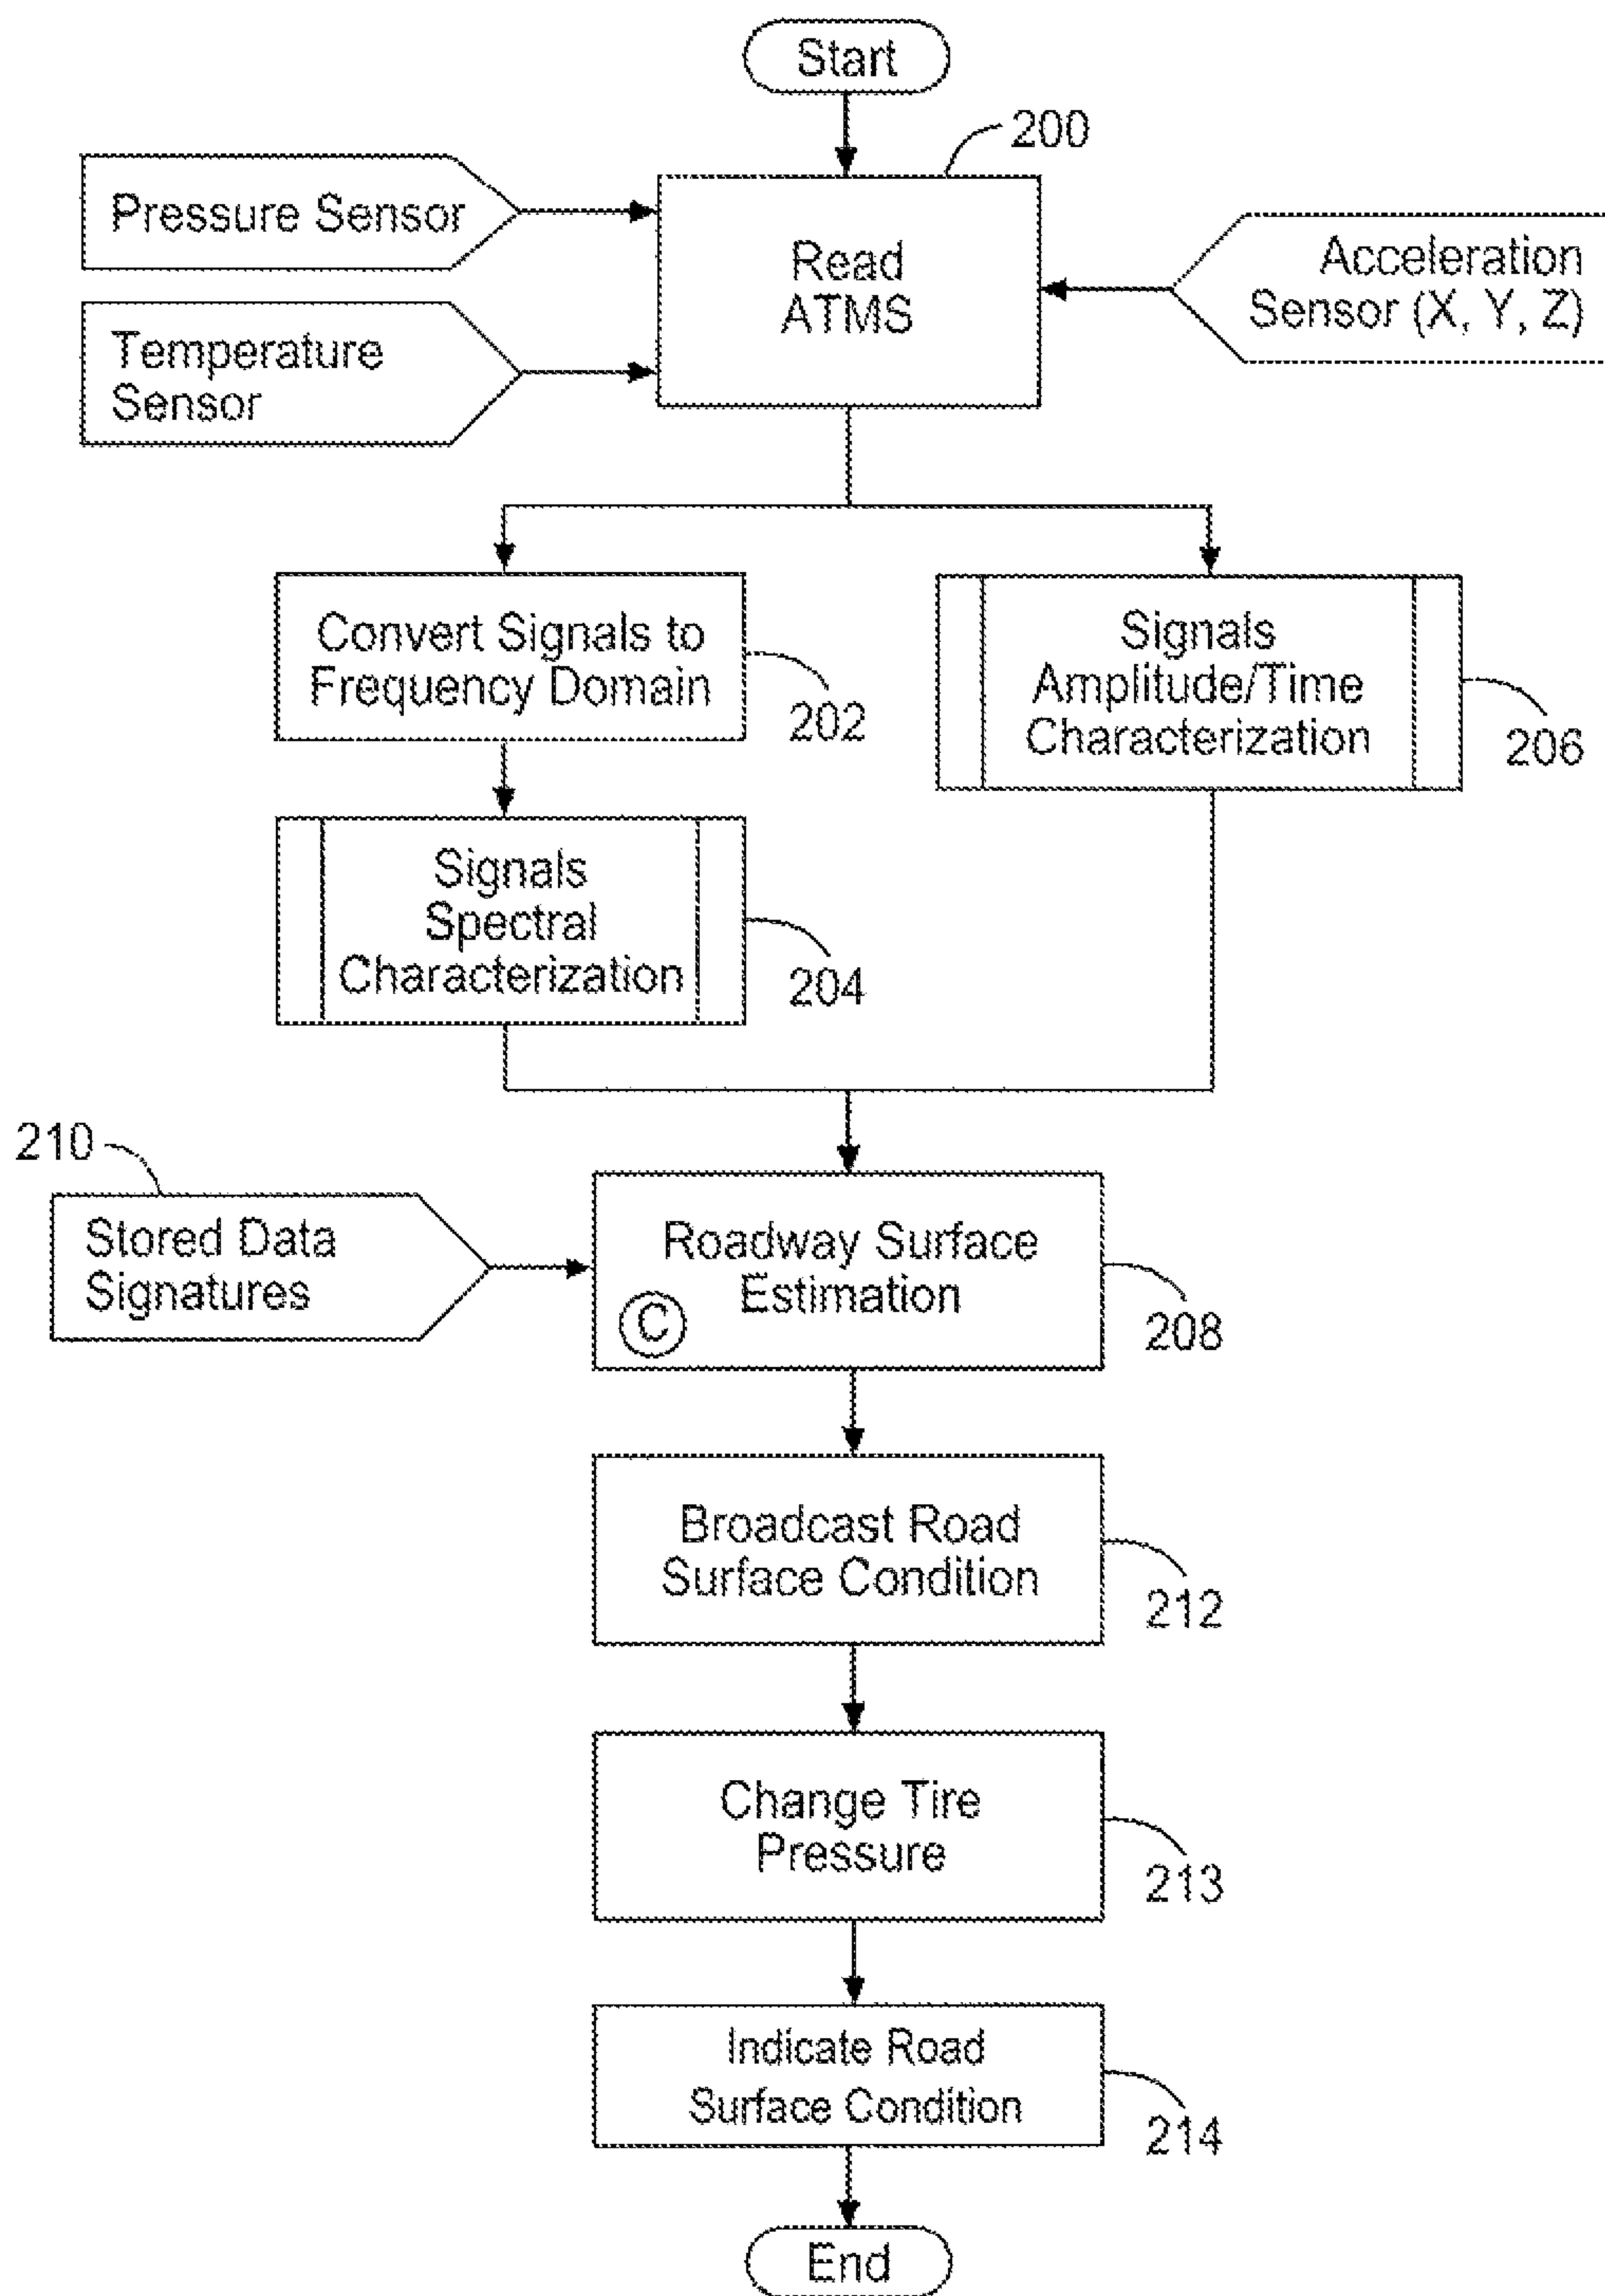 Start
200
Pressure Sensor
Read
ATMS
Acceleration
Sensor (X, Y, Z)
Temperature
Sensor
Convert Signals to
Frequency Domain
202
Signals
Amplitude/Time
Characterization
206
Signals
Spectral
Characterization
204
210
Stored Data
Signatures
Roadway Surface
Estimation
C
208
Broadcast Road
Surface Condition
212
Change Tire
Pressure
213
Indicate Road
Surface Condition
214
End